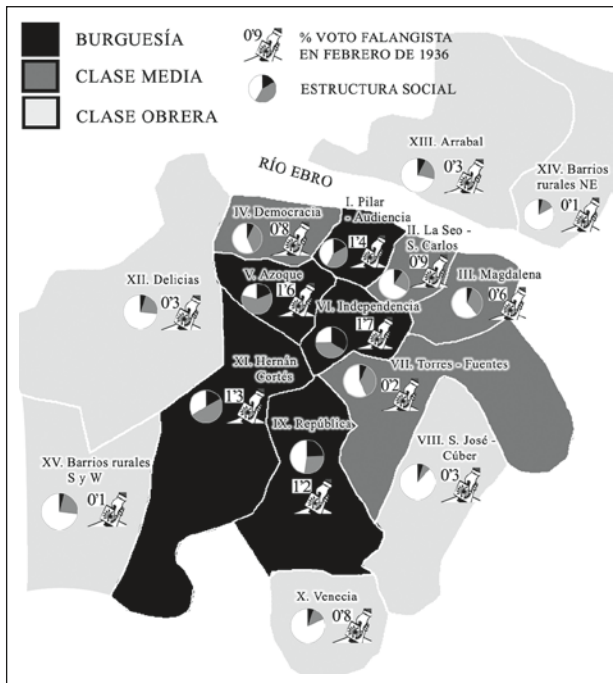 BURGUESÍA
CLASE MEDIA
CLASE OBRERA
0'9
% VOTO FALANGISTA
EN FEBRERO DE 1936
ESTRUCTURA SOCIAL
RÍO EBRO
XIII. Arrabal
0'3
XIV. Barrios
rurales NE
0'1
I. Pilar
- Audiencia
1'4
IV. Democracia
0'8
II. La Seo -
S. Carlos
0'9
XII. Delicias
0'3
V. Azoque
1'6
III. Magdalena
0'6
VI. Independencia
1'7
XI. Hernán
Cortés
1'3
VII. Torres - Fuentes
0'2
IX. República
1'2
VIII. S. José -
Cúber
0'3
XV. Barrios rurales
S y W
0'1
X. Venecia
0'8